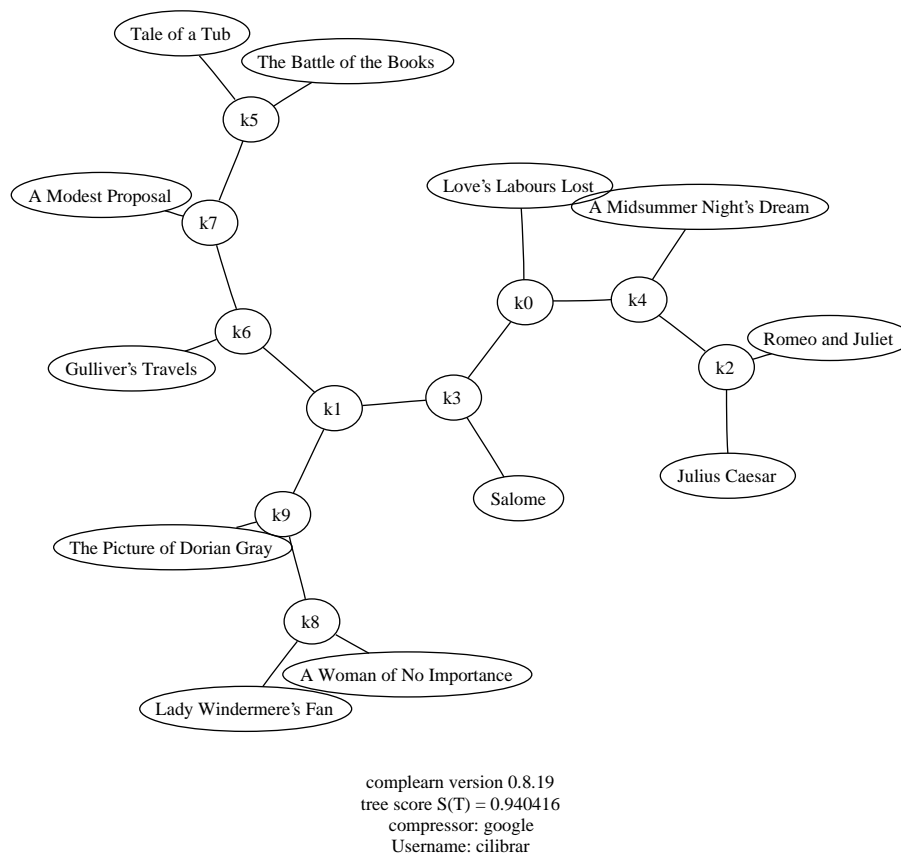 Tale of a Tub
The Battle of the Books
k5
A Modest Proposal
k7
Love's Labours Lost
A Midsummer Night's Dream
k0
k4
k6
Gulliver's Travels
Romeo and Juliet
k2
k1
k3
Julius Caesar
Salome
k9
The Picture of Dorian Gray
k8
A Woman of No Importance
Lady Windermere's Fan
complearn version 0.8.19
tree score S(T) = 0.940416
compressor: google
Username: cilibrar